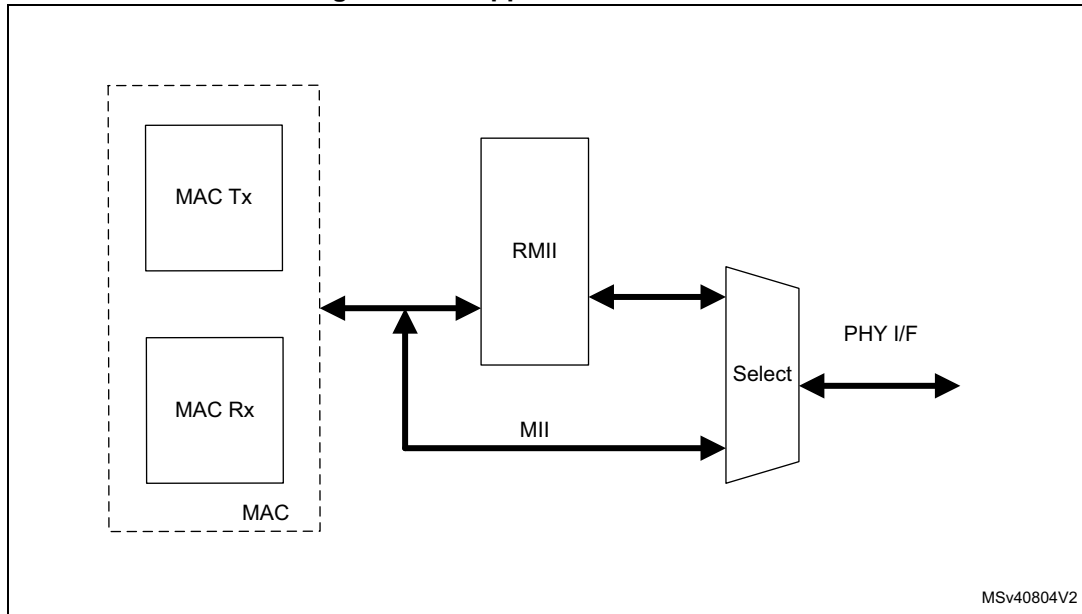 MAC Tx
RMII
PHY I/F
Select
MAC Rx
MII
MAC
MSv40804V2